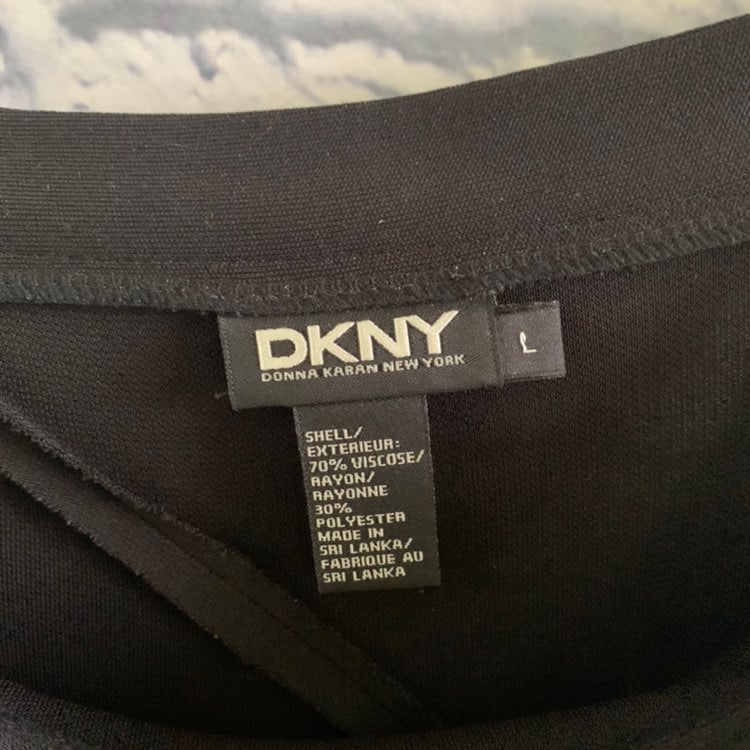 DKNY
DONNA KARAN NEW YORK
L
SHELL/
EXTERIEUR:
70% VISCOSE/
RAYON/
RAYONNE
30%
POLYESTER
MADE IN
SRI LANKA/
FABRIQUE AU
SRI LANKA